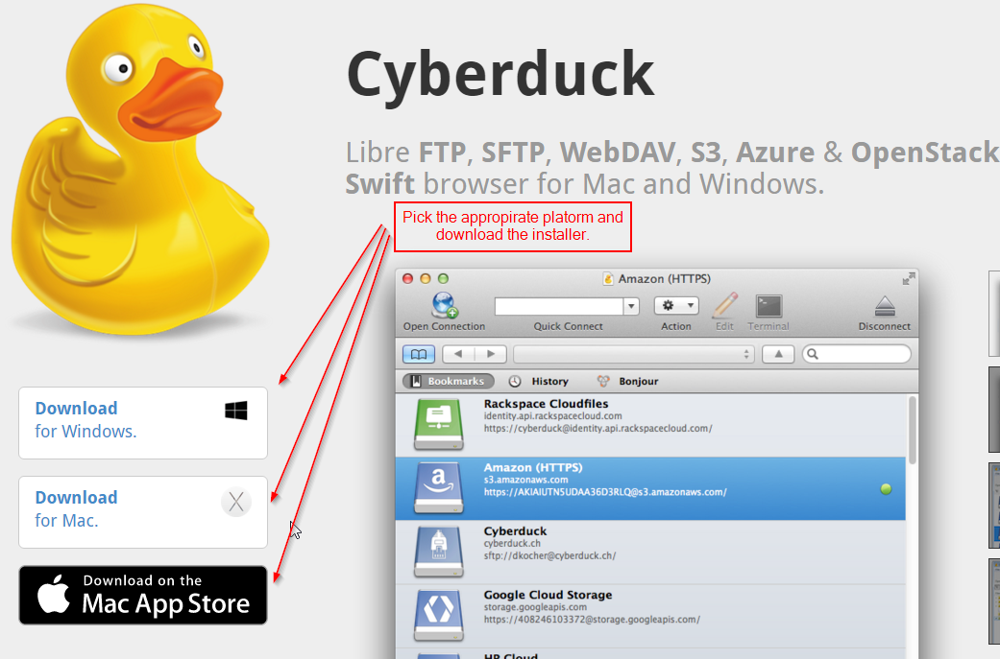 Cyberduck
Libre FTP, SFTP, WebDAV, S3, Azure & OpenStack
Swift browser for Mac and Windows.
Pick the appropirate platorm and
download the installer.
Download
for Windows.
Download
for Mac.
Download on the
Mac App Store
Amazon (HTTPS)
Open Connection
Quick Connect
Action
Edit
Terminal
Disconnect
Bookmarks
History
Bonjour
Rackspace Cloudfiles
identity.api.rackspacecloud.com
https://cyberduck@identity.api.rackspacecloud.com/
Amazon (HTTPS)
s3.amazonaws.com
https://AKIAIUTN5UDAA36D3RLQ@s3.amazonaws.com/
Cyberduck
cyberduck.ch
sftp://dkocher@cyberduck.ch/
Google Cloud Storage
storage.googleapis.com
https://408246103372@storage.googleapis.com/
HP Cloud